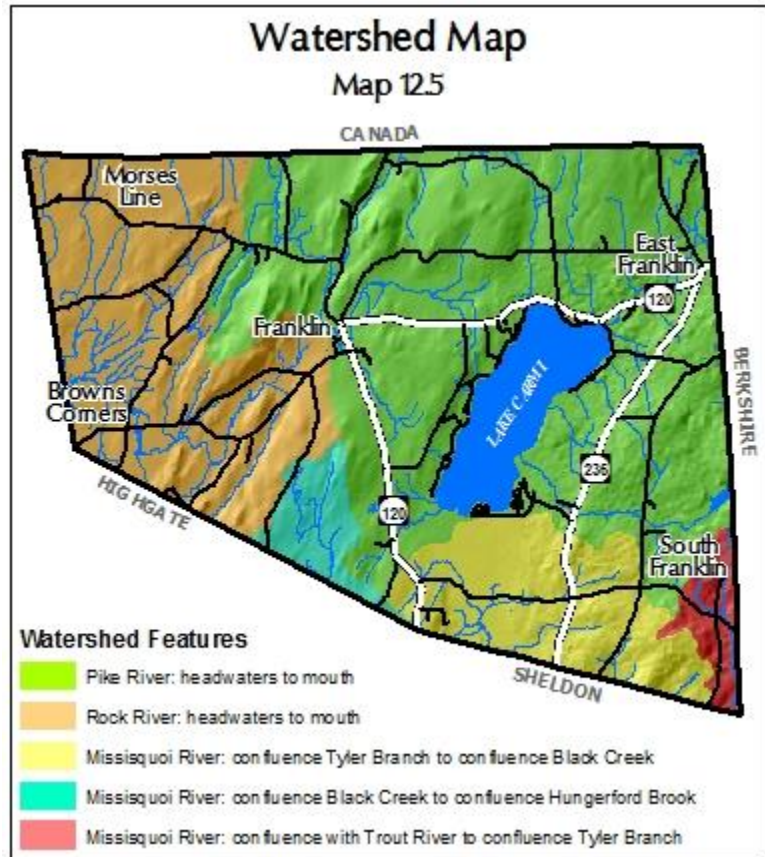 Watershed Map
Map 12.5
CANADA
Morses
Line
East
Franklin
120
Franklin
BERKSHIRE
LAKE CARMI
Browns
Corners
236
HIGHGATE
120
South
Franklin
SHELDON
Watershed Features
Pike River: headwaters to mouth
Rock River: headwaters to mouth
Missisquoi River: confluence Tyler Branch to confluence Black Creek
Missisquoi River: confluence Black Creek to confluence Hungerford Brook
Missisquoi River: confluence with Trout River to confluence Tyler Branch